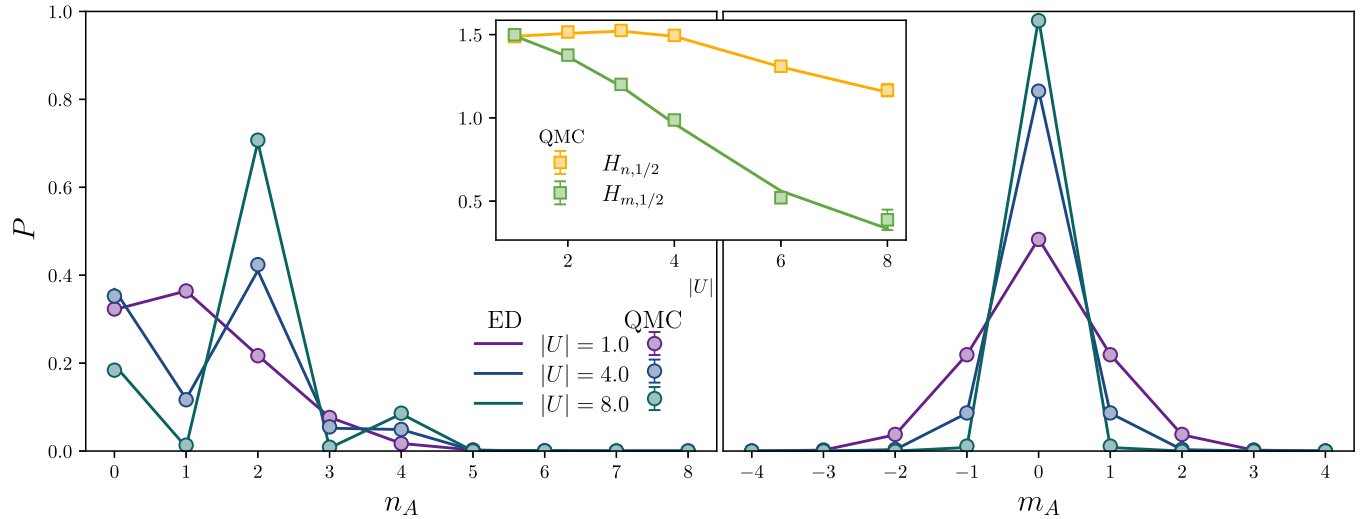 1.0
0.8
0.6
0.4
0.2
0.0
P
0 1 2 3 4 5 6 7 8
n_A
ED QMC
|U| = 1.0
|U| = 4.0
|U| = 8.0
1.5
1.0
0.5
QMC
H_{n,1/2}
H_{m,1/2}
2 4 6 8
|U|
−4 −3 −2 −1 0 1 2 3 4
m_A